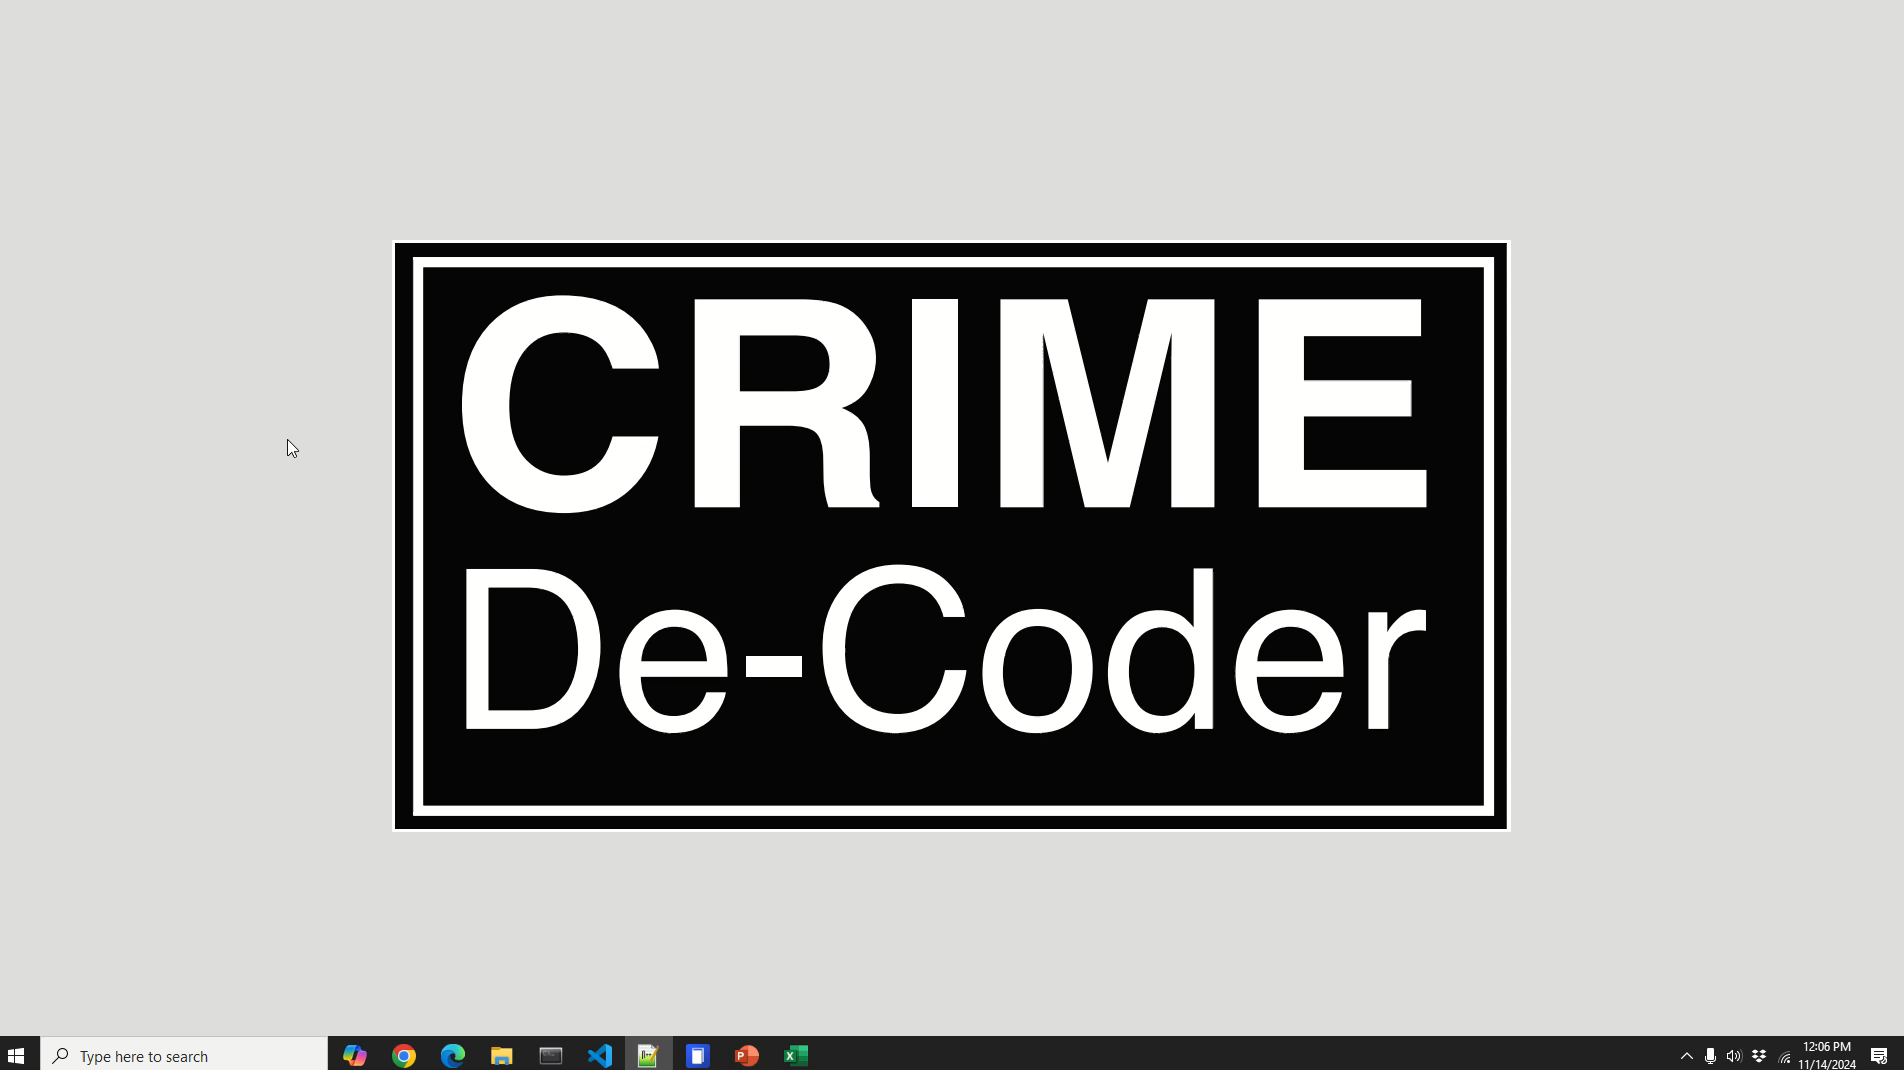 CRIME
De-Coder
Type here to search
12:06 PM
11/14/2024